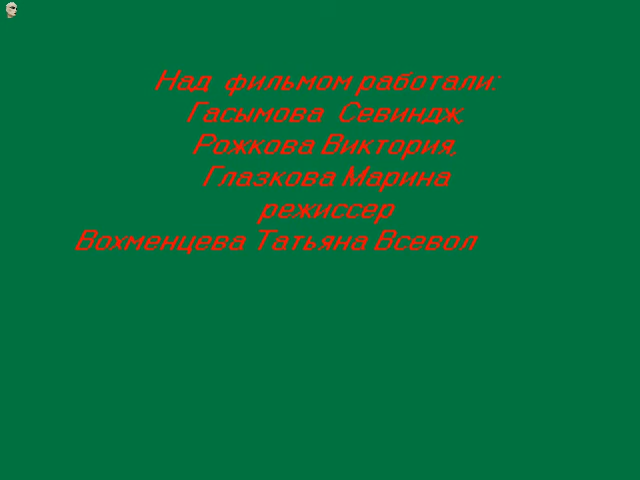 Над фильмом работали:
Гасымова Севиндж,
Рожкова Виктория,
Глазкова Марина
режиссер
Вохменцева Татьяна Всевол